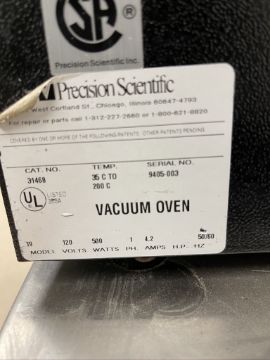 SA
®
Precision Scientific Inc.
Precision Scientific
West Cortland St., Chicago, Illinois 60647-4793
For repair or parts call 1-312-227-2660 or 1-800-621-8820
COVERED BY ONE OR MORE OF THE FOLLOWING PATENTS. OTHER PATENTS PENDING.
CAT. NO. TEMP. SERIAL NO.
31468 35 C TO 9405-003
200 C
UL LISTED
VACUUM OVEN
10 120 500 1 4.2 50/60
MODEL VOLTS WATTS PH. AMPS H.P. HZ